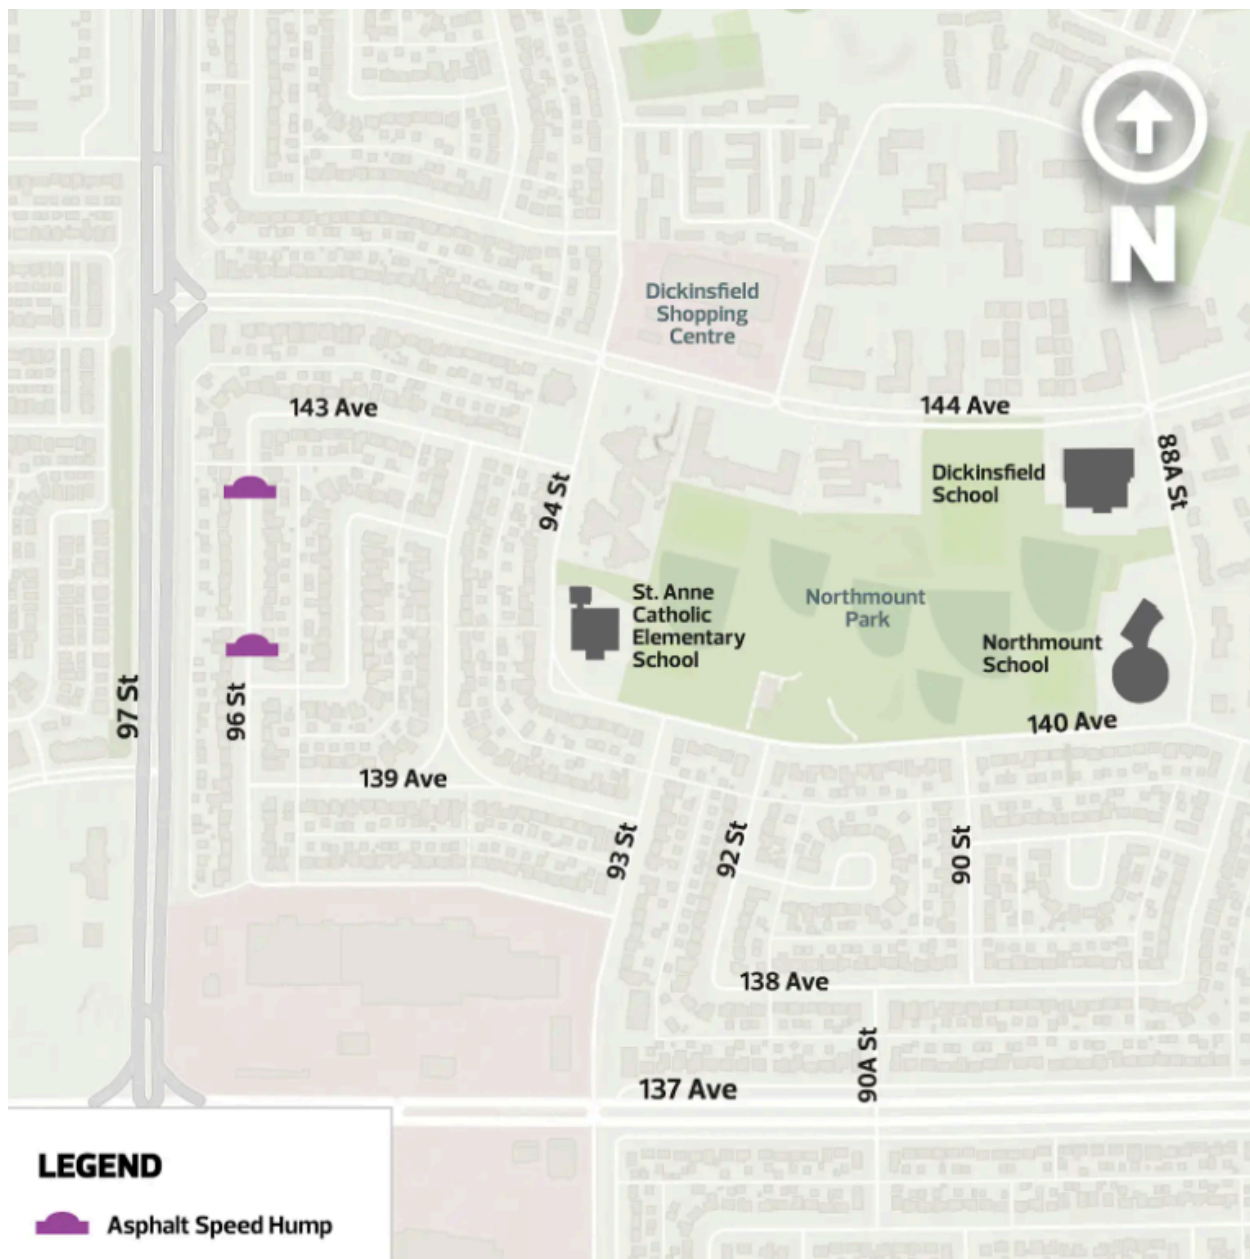 N
Dickinsfield
Shopping
Centre
143 Ave
144 Ave
88A St
Dickinsfield
School
94 St
St. Anne
Catholic
Elementary
School
Northmount
Park
Northmount
School
97 St
96 St
140 Ave
139 Ave
93 St
92 St
90 St
138 Ave
90A St
137 Ave
LEGEND
Asphalt Speed Hump